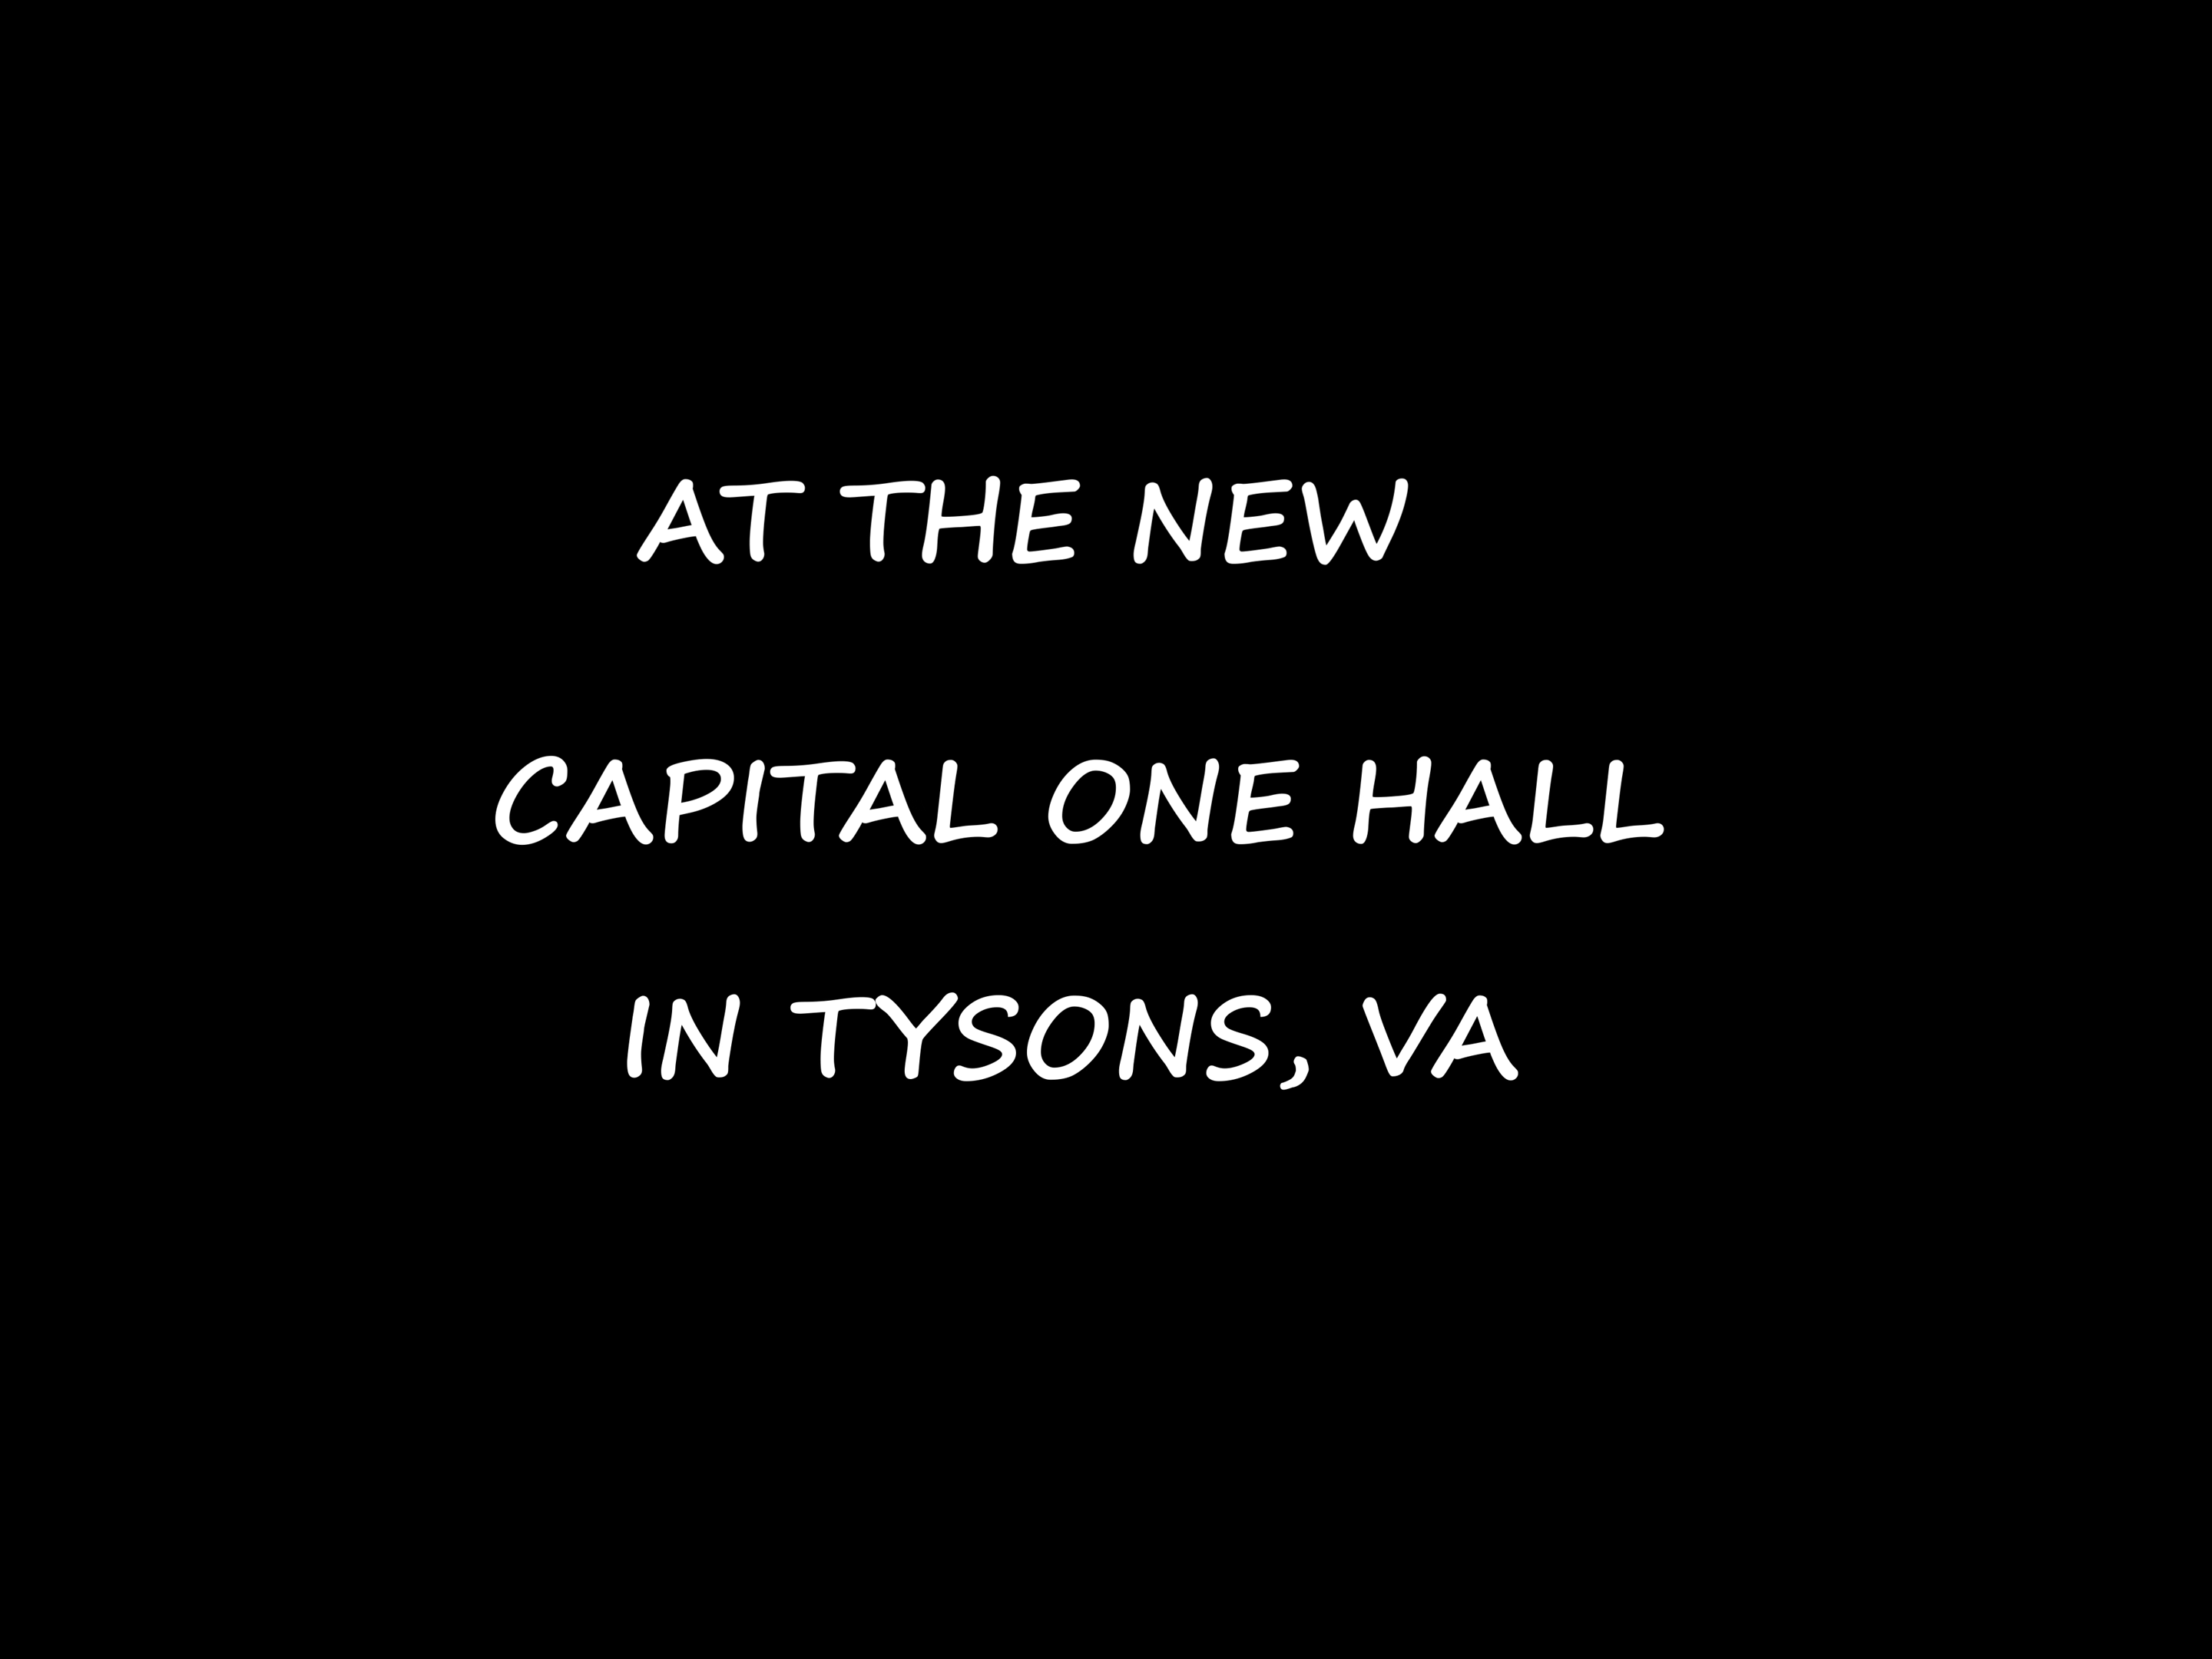 AT THE NEW
CAPITAL ONE HALL
IN TYSONS, VA